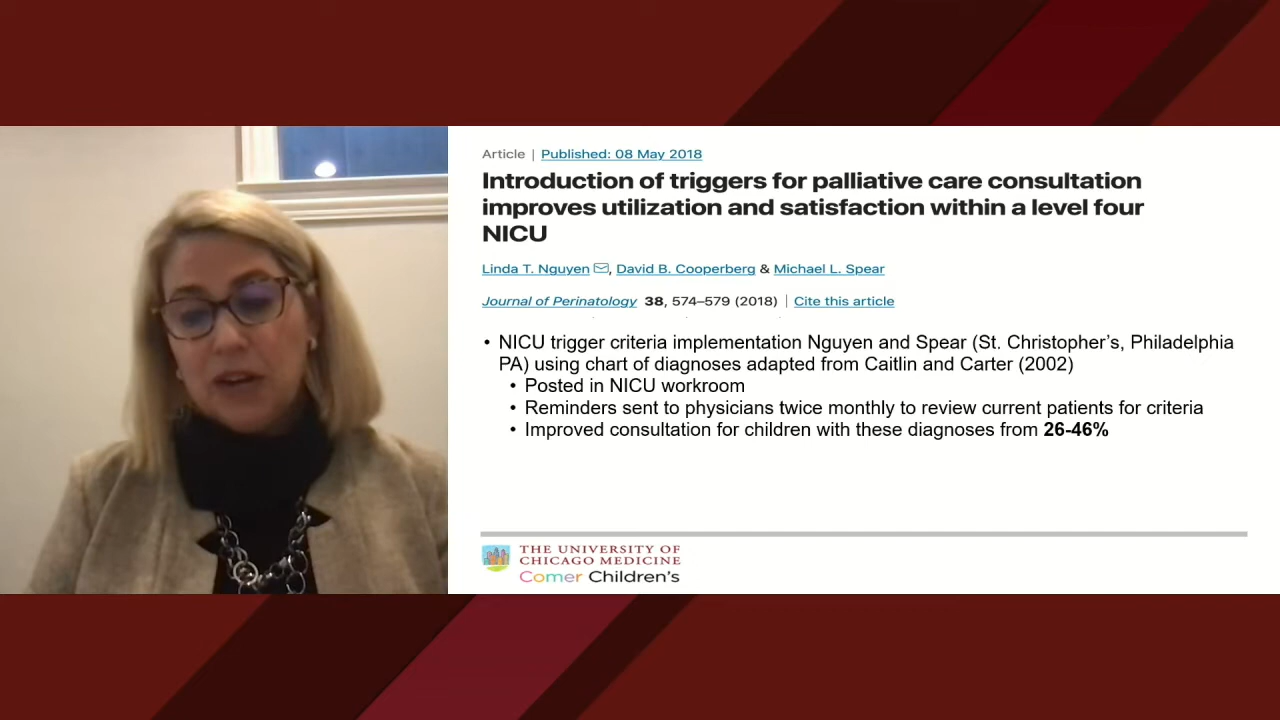 Article | Published: 08 May 2018
Introduction of triggers for palliative care consultation
improves utilization and satisfaction within a level four
NICU
Linda T. Nguyen, David B. Cooperberg & Michael L. Spear
Journal of Perinatology 38, 574–579 (2018) | Cite this article
• NICU trigger criteria implementation Nguyen and Spear (St. Christopher's, Philadelphia
PA) using chart of diagnoses adapted from Caitlin and Carter (2002)
• Posted in NICU workroom
• Reminders sent to physicians twice monthly to review current patients for criteria
• Improved consultation for children with these diagnoses from 26-46%
THE UNIVERSITY OF
CHICAGO MEDICINE
Comer Children's